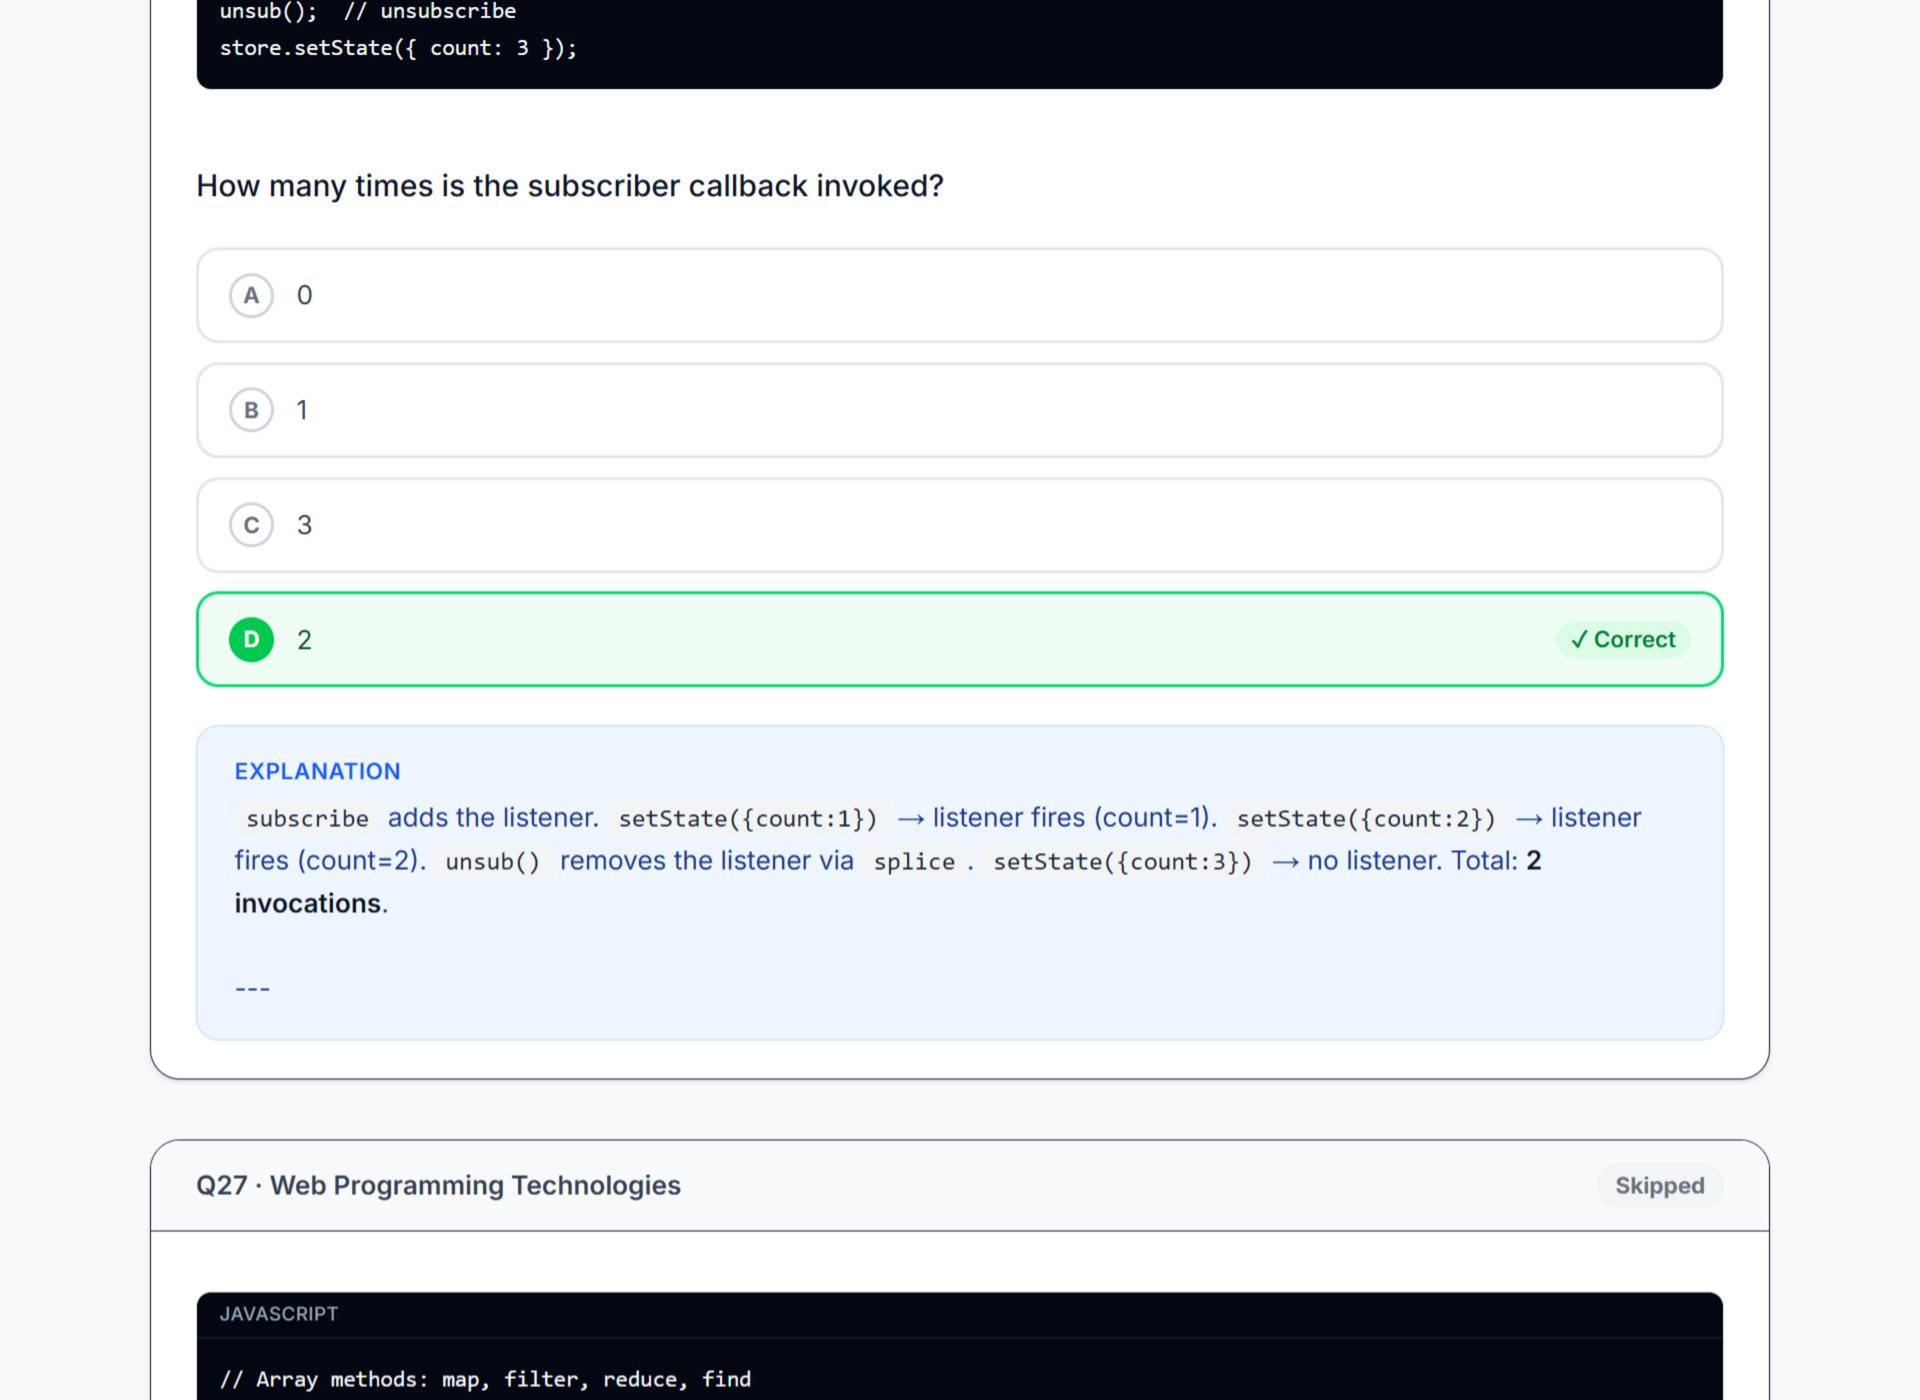 unsub();  // unsubscribe
store.setState({ count: 3 });
How many times is the subscriber callback invoked?
A 0
B 1
C 3
D 2 ✓ Correct
EXPLANATION
subscribe adds the listener. setState({count:1}) → listener fires (count=1). setState({count:2}) → listener
fires (count=2). unsub() removes the listener via splice . setState({count:3}) → no listener. Total: 2
invocations.
---
Q27 · Web Programming Technologies Skipped
JAVASCRIPT
// Array methods: map, filter, reduce, find